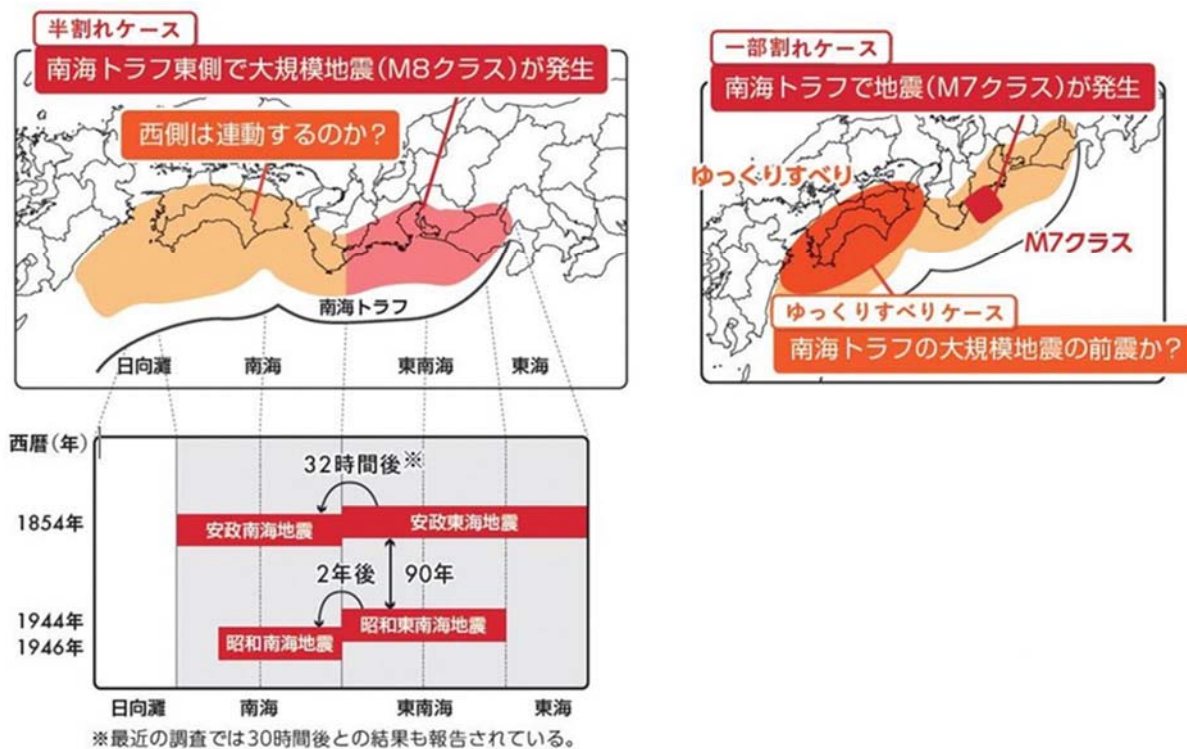 半割れケース
南海トラフ東側で大規模地震(M8クラス)が発生
西側は連動するのか?
南海トラフ
日向灘 南海 東南海 東海
西暦(年)
32時間後※
1854年 安政南海地震 安政東海地震
2年後 90年
1944年 昭和東南海地震
1946年 昭和南海地震
日向灘 南海 東南海 東海
※最近の調査では30時間後との結果も報告されている。
一部割れケース
南海トラフで地震(M7クラス)が発生
ゆっくりすべり
M7クラス
ゆっくりすべりケース
南海トラフの大規模地震の前震か?